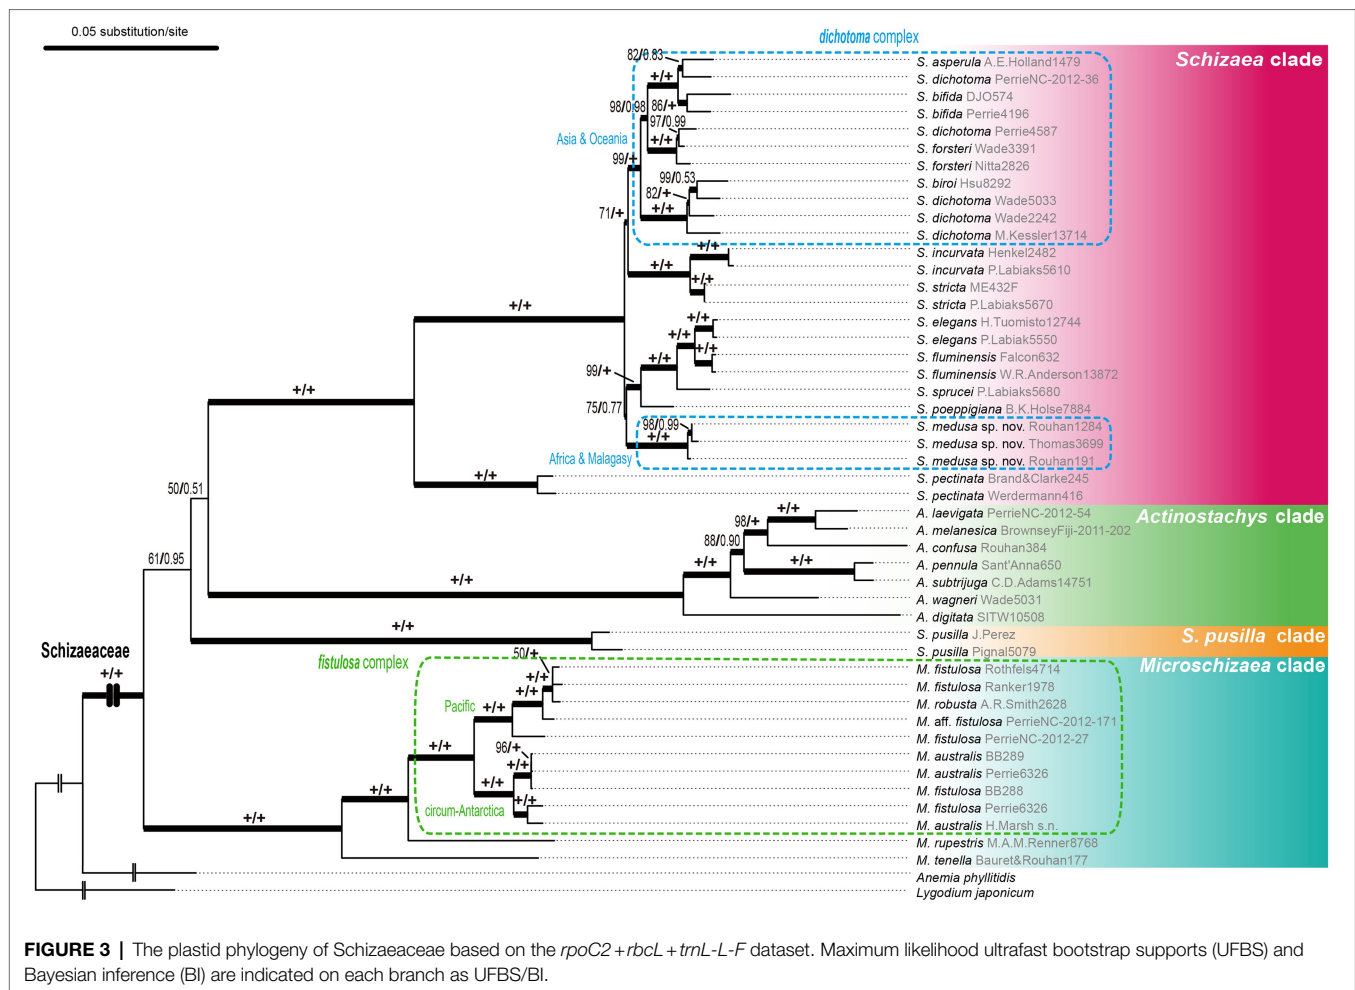 0.05 substitution/site
dichotoma complex
Schizaea clade
S. asperula A.E.Holland1479
S. dichotoma PerrieNC-2012-36
S. bifida DJO574
S. bifida Perrie4196
S. dichotoma Perrie4587
S. forsteri Wade3391
S. forsteri Nitta2826
S. biroi Hsu8292
S. dichotoma Wade5033
S. dichotoma Wade2242
S. dichotoma M.Kessler13714
S. incurvata Henkel2482
S. incurvata P.Labiaks5610
S. stricta ME432F
S. stricta P.Labiaks5670
S. elegans H.Tuomisto12744
S. elegans P.Labiak5550
S. fluminensis Falcon632
S. fluminensis W.R.Anderson13872
S. sprucei P.Labiaks5680
S. poeppigiana B.K.Holse7884
S. medusa sp. nov. Rouhan1284
S. medusa sp. nov. Thomas3699
S. medusa sp. nov. Rouhan191
S. pectinata Brand&Clarke245
S. pectinata Werdermann416
Actinostachys clade
A. laevigata PerrieNC-2012-54
A. melanesica BrownseyFiji-2011-202
A. confusa Rouhan384
A. pennula Sant'Anna650
A. subtrijuga C.D.Adams14751
A. wagneri Wade5031
A. digitata SITW10508
S. pusilla clade
S. pusilla J.Perez
S. pusilla Pignal5079
Microschizaea clade
M. fistulosa Rothfels4714
M. fistulosa Ranker1978
M. robusta A.R.Smith2628
M. aff. fistulosa PerrieNC-2012-171
M. fistulosa PerrieNC-2012-27
M. australis BB289
M. australis Perrie6326
M. fistulosa BB288
M. fistulosa Perrie6326
M. australis H.Marsh s.n.
M. rupestris M.A.M.Renner8768
M. tenella Bauret&Rouhan177
Anemia phyllitidis
Lygodium japonicum
82/0.83
+/+
98/0.98
86/+
97/0.99
Asia & Oceania
+/+
99/+
99/0.53
82/+
+/+
71/+
+/+
+/+
+/+
+/+
+/+
+/+
+/+
+/+
99/+
+/+
75/0.77
98/0.99
+/+
Africa & Malagasy
+/+
50/0.51
+/+
98/+
88/0.90
61/0.95
+/+
+/+
+/+
+/+
Schizaeaceae
+/+
fistulosa complex
50/+
+/+
+/+
Pacific
+/+
96/+
+/+
+/+
+/+
+/+
circum-Antarctica
+/+
FIGURE 3 | The plastid phylogeny of Schizaeaceae based on the rpoC2 + rbcL + trnL-L-F dataset. Maximum likelihood ultrafast bootstrap supports (UFBS) and
Bayesian inference (BI) are indicated on each branch as UFBS/BI.